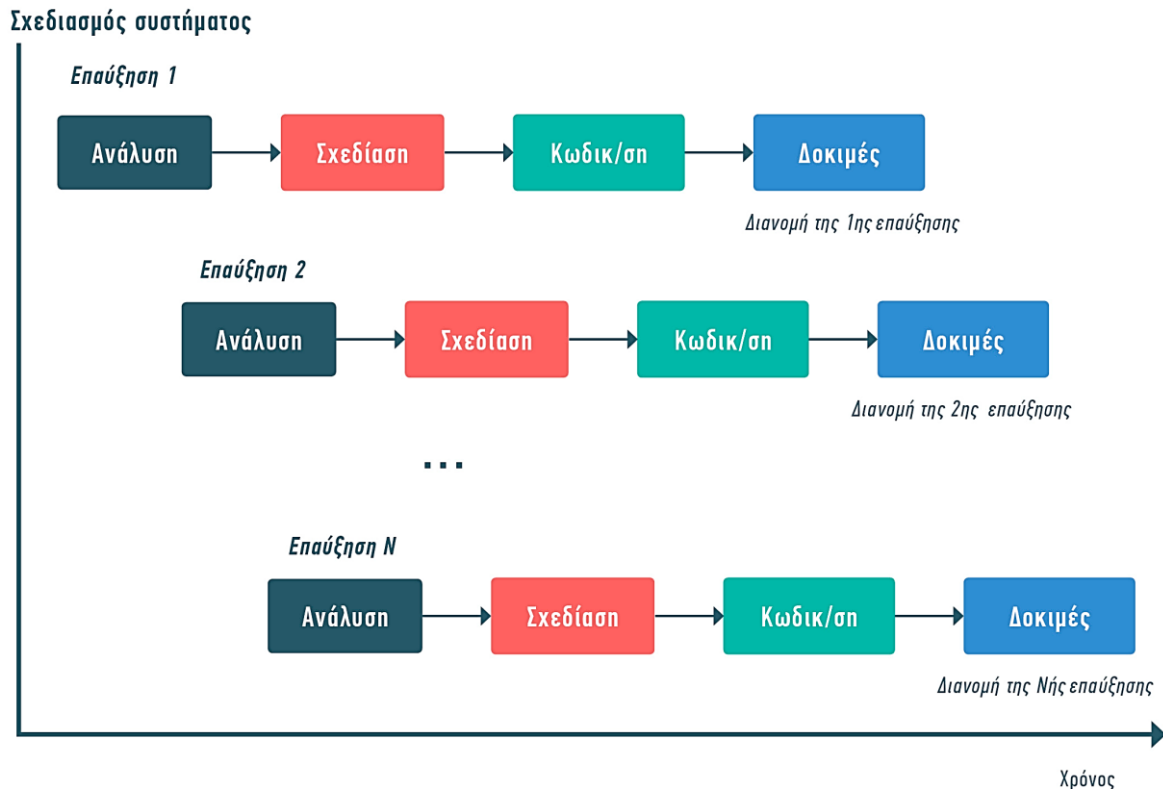 Σχεδιασμός συστήματος
Επαύξηση 1
Ανάλυση
Σχεδίαση
Κωδικ/ση
Δοκιμές
Διανομή της 1ης επαύξησης
Επαύξηση 2
Ανάλυση
Σχεδίαση
Κωδικ/ση
Δοκιμές
Διανομή της 2ης επαύξησης
...
Επαύξηση Ν
Ανάλυση
Σχεδίαση
Κωδικ/ση
Δοκιμές
Διανομή της Νής επαύξησης
Χρόνος